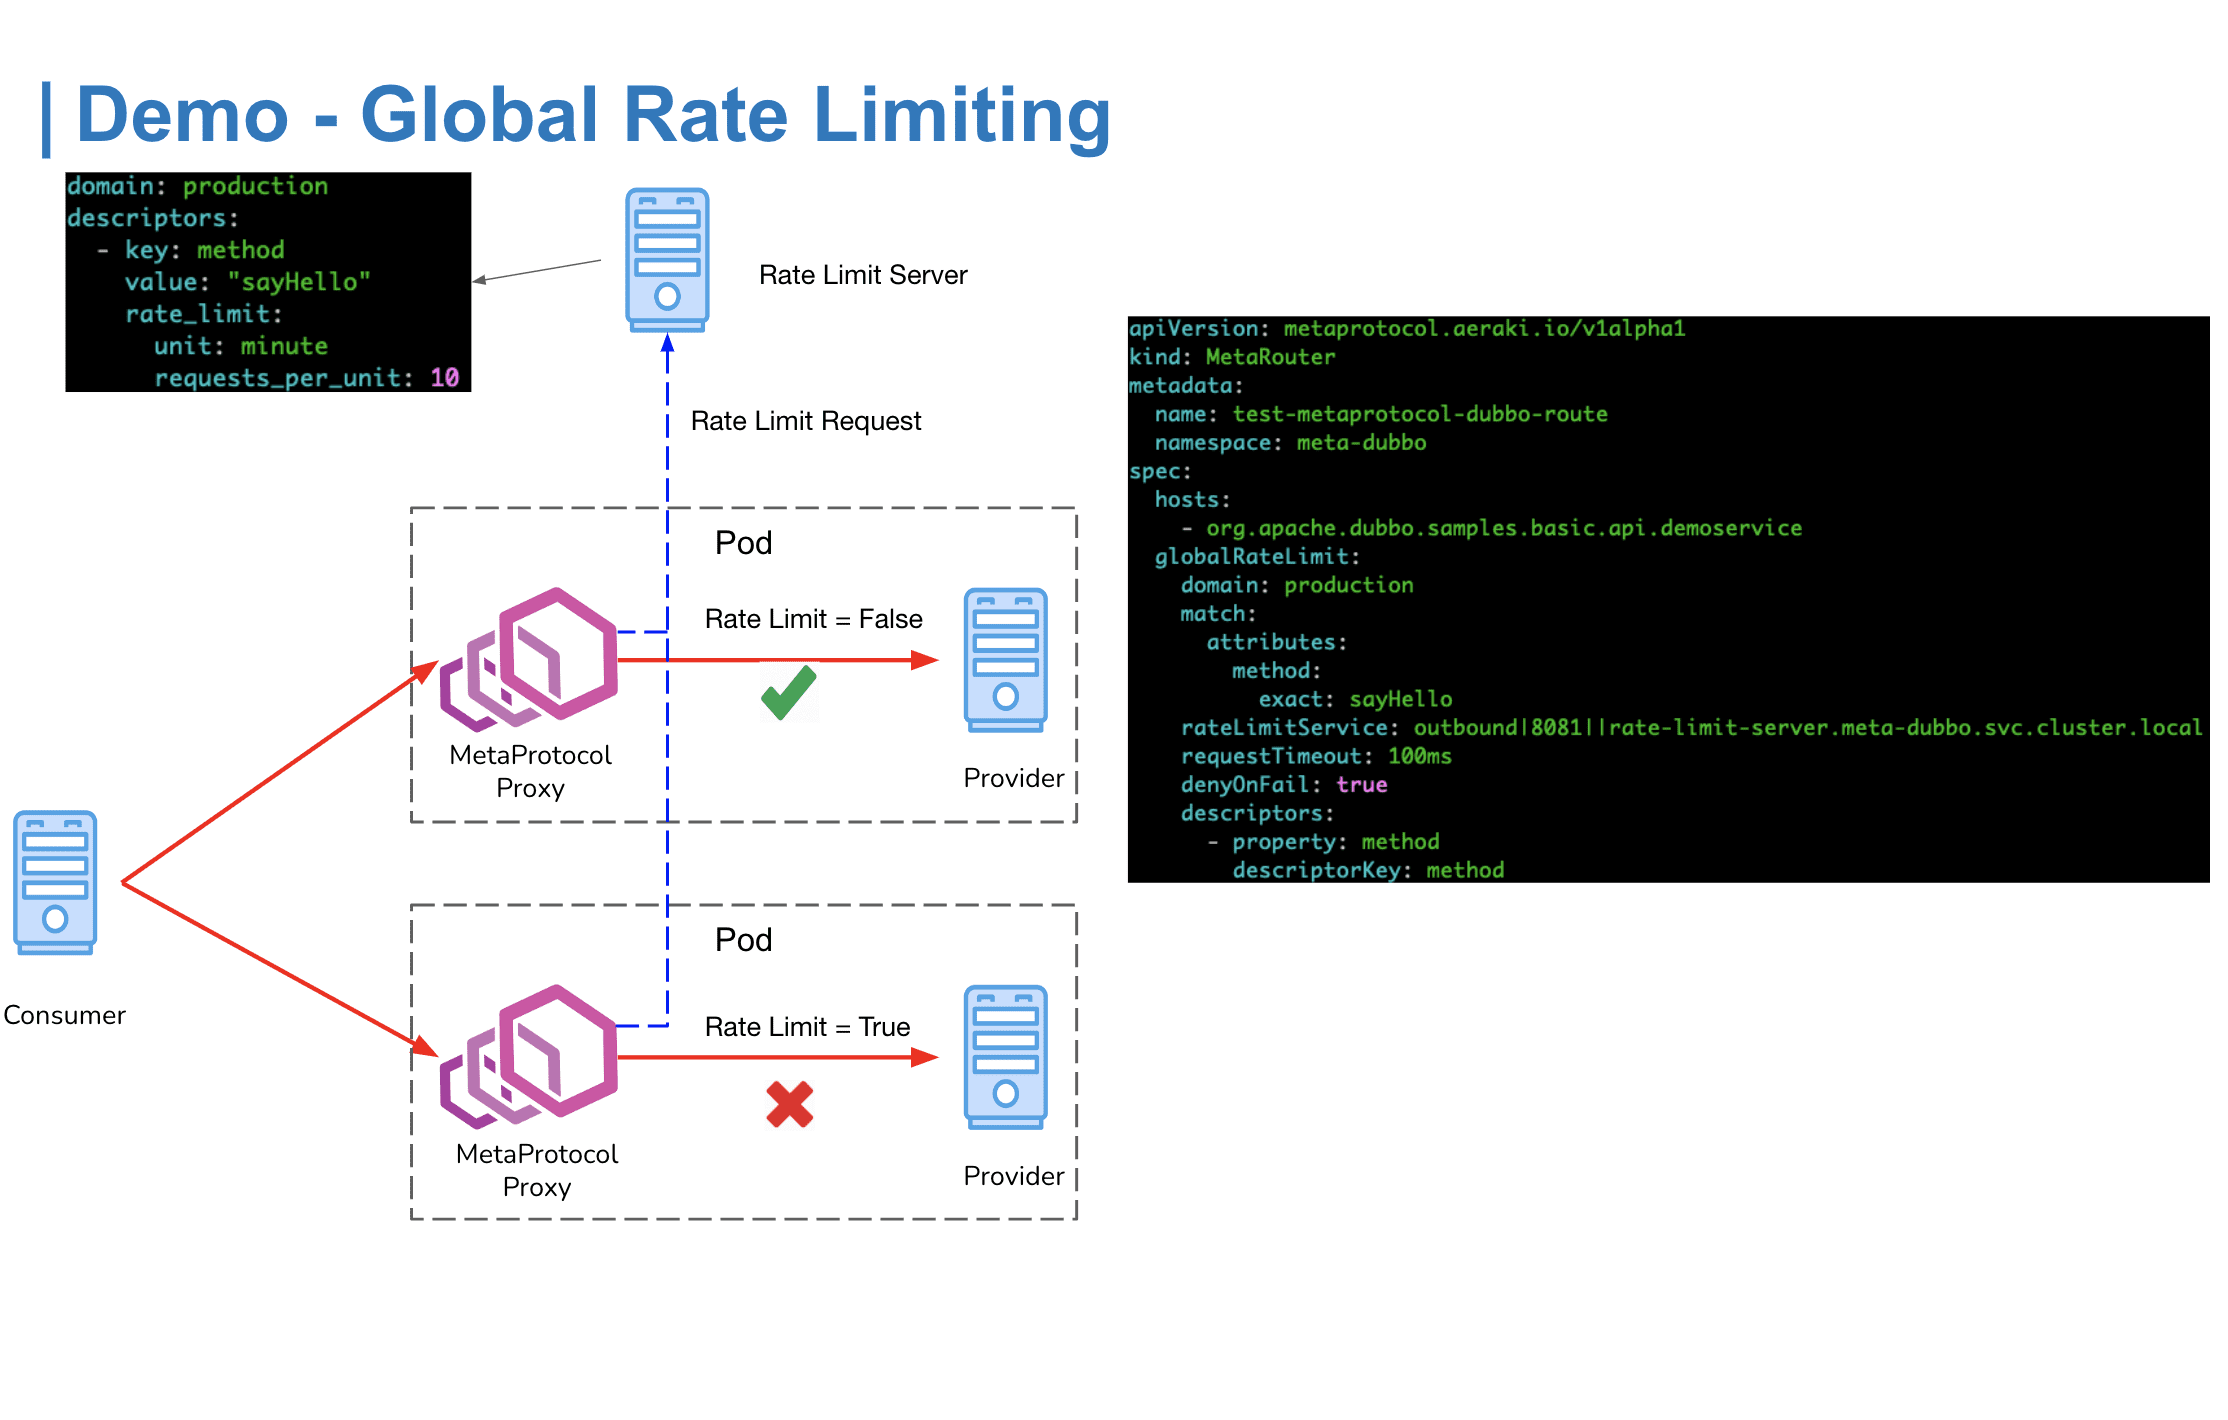 | Demo - Global Rate Limiting
domain: production
descriptors:
  - key: method
    value: "sayHello"
    rate_limit:
      unit: minute
      requests_per_unit: 10
Rate Limit Server
Rate Limit Request
Pod
Rate Limit = False
MetaProtocol
Proxy
Provider
Consumer
Pod
Rate Limit = True
MetaProtocol
Proxy
Provider
apiVersion: metaprotocol.aeraki.io/v1alpha1
kind: MetaRouter
metadata:
  name: test-metaprotocol-dubbo-route
  namespace: meta-dubbo
spec:
  hosts:
    - org.apache.dubbo.samples.basic.api.demoservice
  globalRateLimit:
    domain: production
    match:
      attributes:
        method:
          exact: sayHello
    rateLimitService: outbound|8081||rate-limit-server.meta-dubbo.svc.cluster.local
    requestTimeout: 100ms
    denyOnFail: true
    descriptors:
      - property: method
        descriptorKey: method